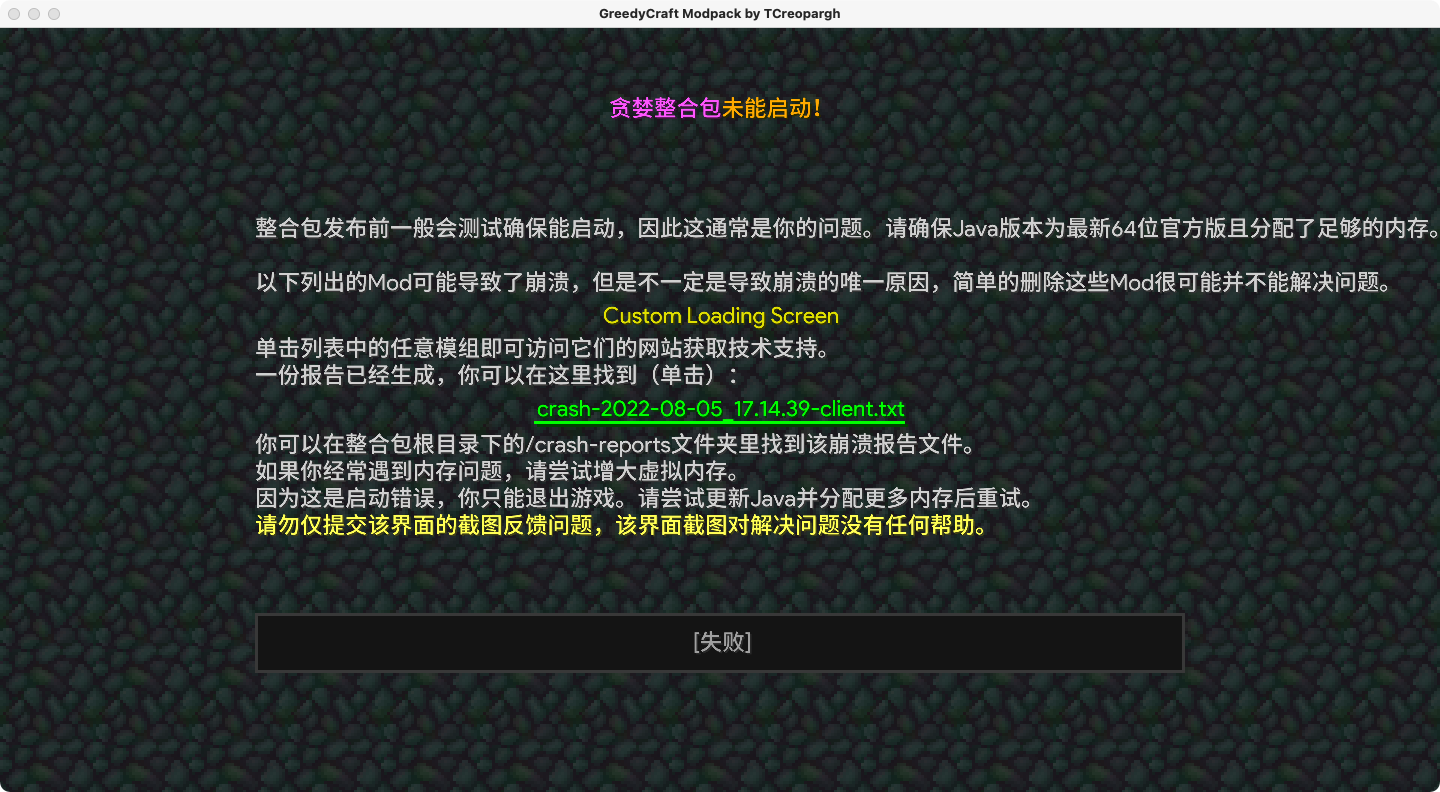 GreedyCraft Modpack by TCreopargh
贪婪整合包未能启动！
整合包发布前一般会测试确保能启动，因此这通常是你的问题。请确保Java版本为最新64位官方版且分配了足够的内存。
以下列出的Mod可能导致了崩溃，但是不一定是导致崩溃的唯一原因，简单的删除这些Mod很可能并不能解决问题。
Custom Loading Screen
单击列表中的任意模组即可访问它们的网站获取技术支持。
一份报告已经生成，你可以在这里找到（单击）：
crash-2022-08-05_17.14.39-client.txt
你可以在整合包根目录下的/crash-reports文件夹里找到该崩溃报告文件。
如果你经常遇到内存问题，请尝试增大虚拟内存。
因为这是启动错误，你只能退出游戏。请尝试更新Java并分配更多内存后重试。
请勿仅提交该界面的截图反馈问题，该界面截图对解决问题没有任何帮助。
[失败]